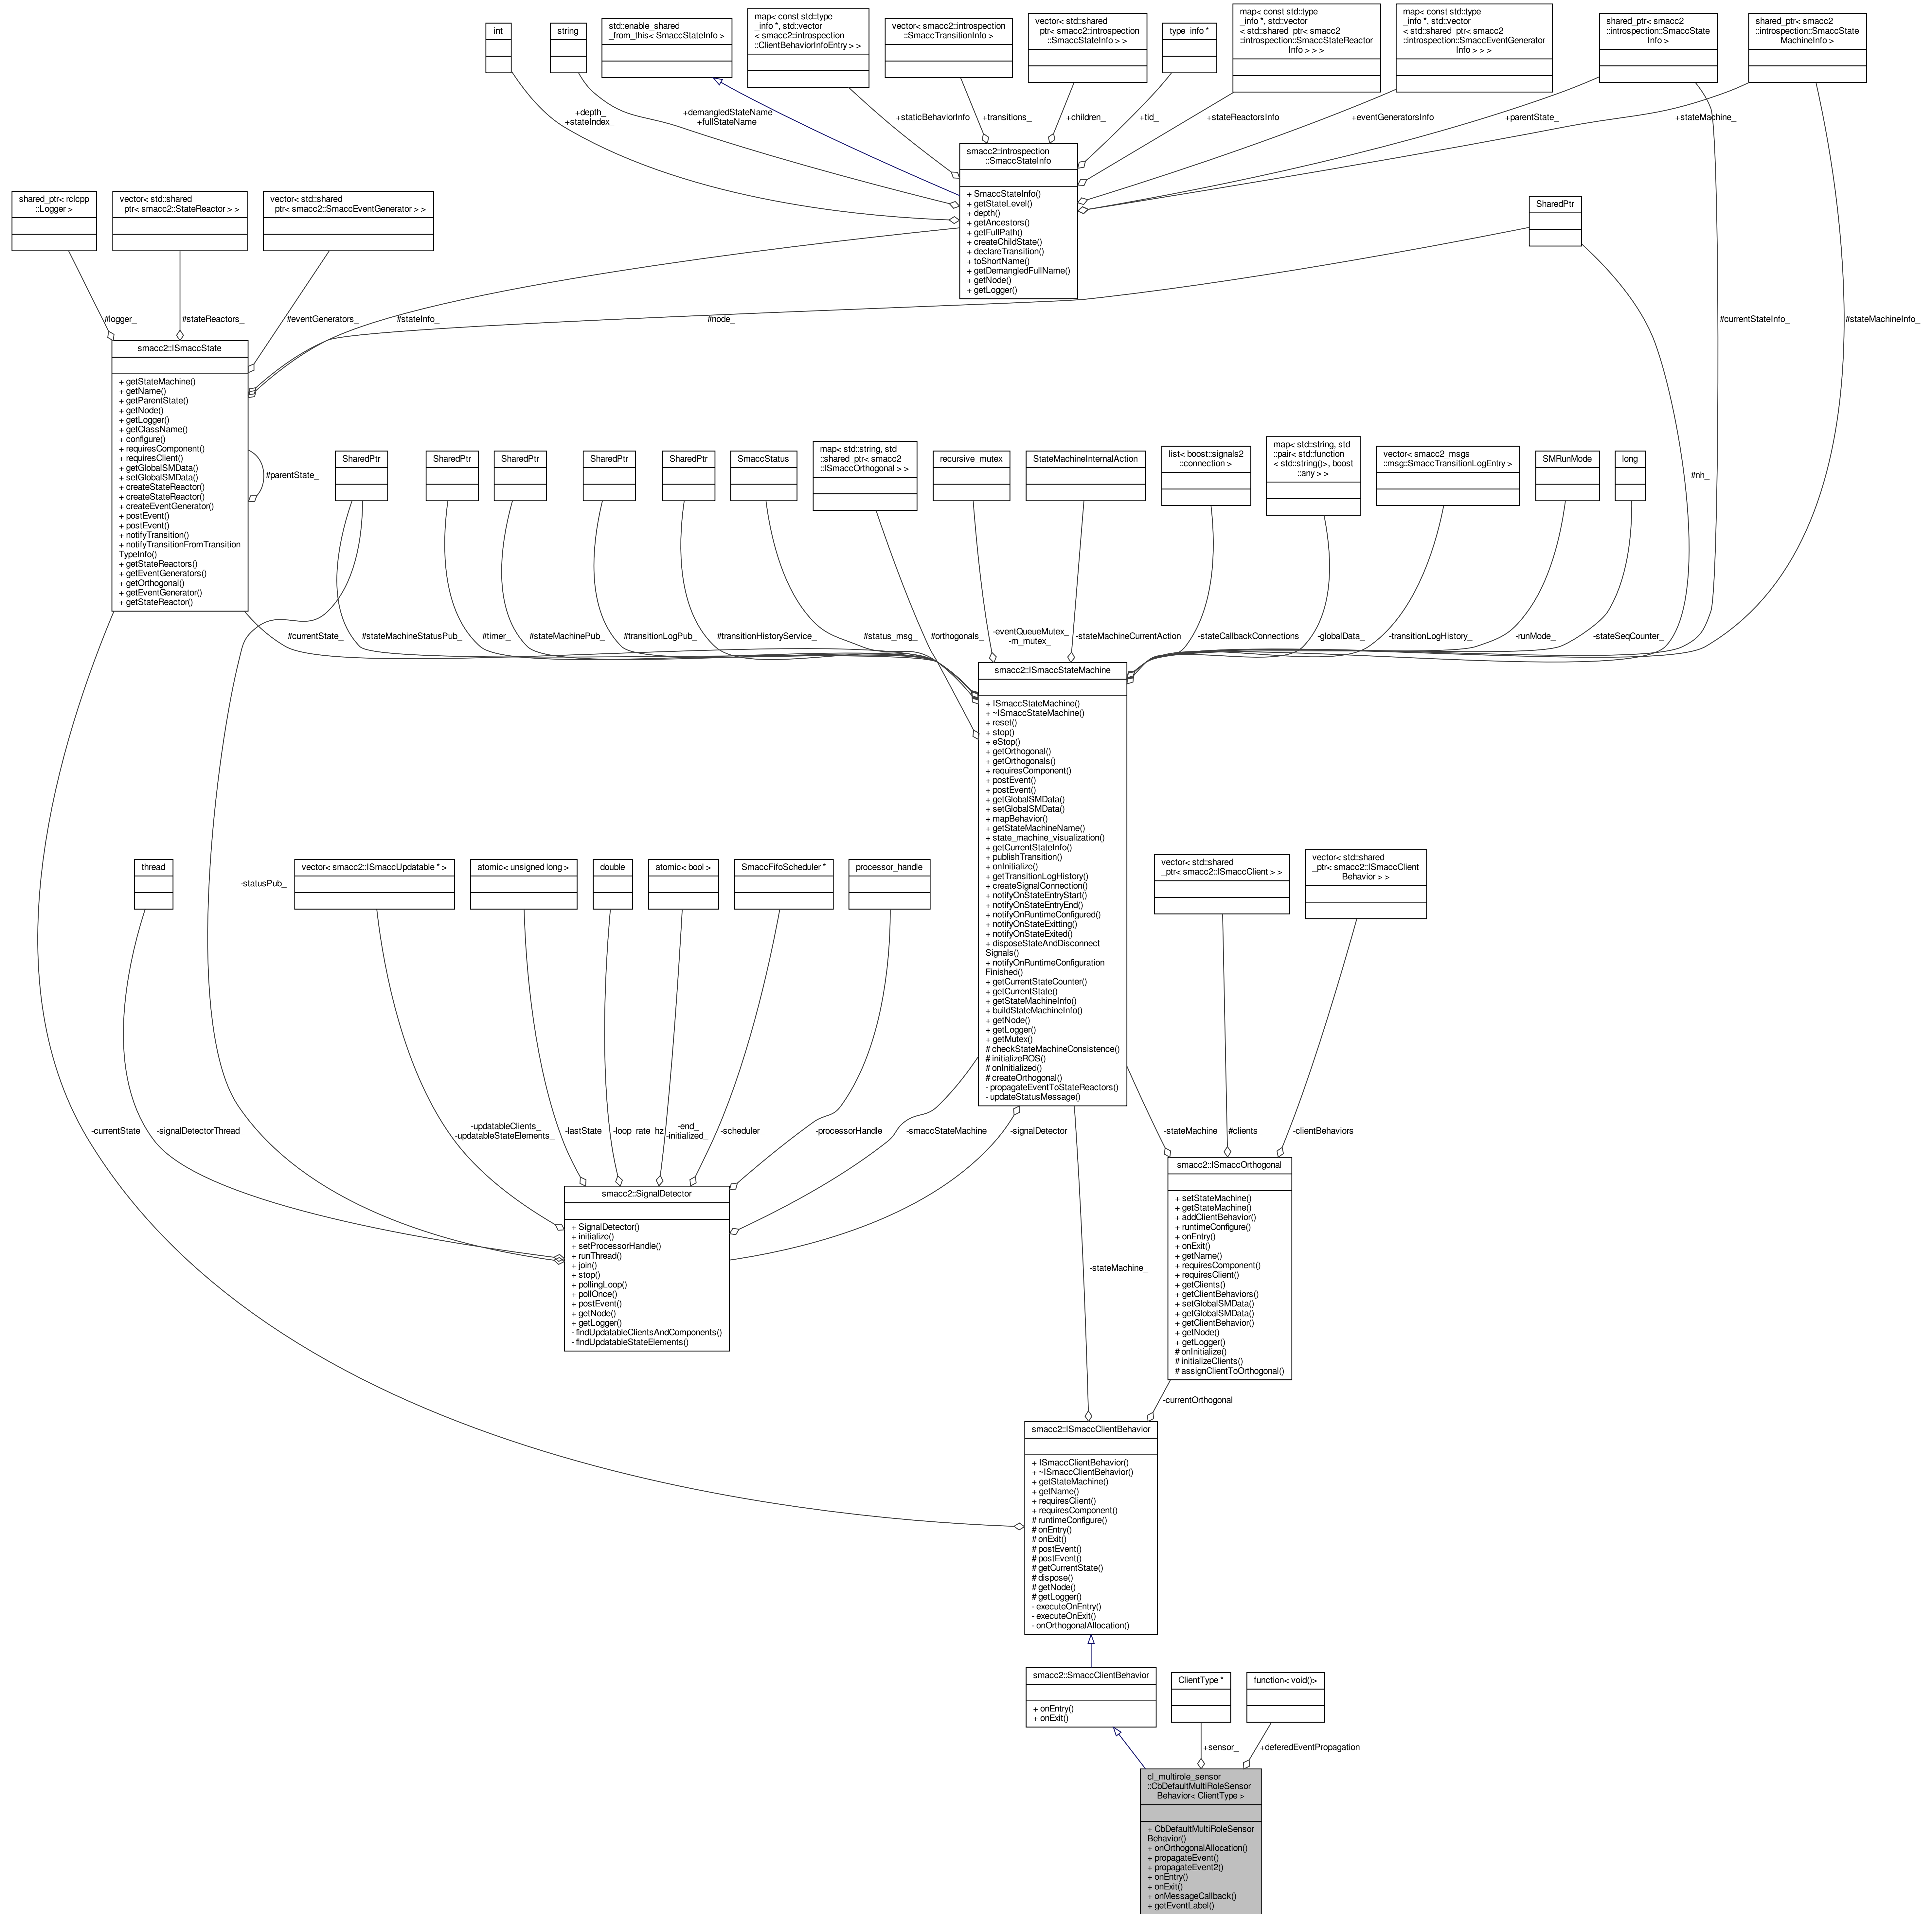 int
string
std::enable_shared
_from_this< SmaccStateInfo >
map< const std::type
_info *, std::vector
< smacc2::introspection
::ClientBehaviorInfoEntry > >
vector< smacc2::introspection
::SmaccTransitionInfo >
vector< std::shared
_ptr< smacc2::introspection
::SmaccStateInfo > >
type_info *
map< const std::type
_info *, std::vector
< std::shared_ptr< smacc2
::introspection::SmaccStateReactor
Info > > >
map< const std::type
_info *, std::vector
< std::shared_ptr< smacc2
::introspection::SmaccEventGenerator
Info > > >
shared_ptr< smacc2
::introspection::SmaccState
Info >
shared_ptr< smacc2
::introspection::SmaccState
MachineInfo >
+depth_
+stateIndex_
+demangledStateName
+fullStateName
+staticBehaviorInfo
+transitions_
+children_
+tid_
+stateReactorsInfo
+eventGeneratorsInfo
+parentState_
+stateMachine_
smacc2::introspection
::SmaccStateInfo
+ SmaccStateInfo()
+ getStateLevel()
+ depth()
+ getAncestors()
+ getFullPath()
+ createChildState()
+ declareTransition()
+ toShortName()
+ getDemangledFullName()
+ getNode()
+ getLogger()
shared_ptr< rclcpp
::Logger >
vector< std::shared
_ptr< smacc2::StateReactor > >
vector< std::shared
_ptr< smacc2::SmaccEventGenerator > >
SharedPtr
#logger_
#stateReactors_
#eventGenerators_
#stateInfo_
#node_
#currentStateInfo_
#stateMachineInfo_
smacc2::ISmaccState
+ getStateMachine()
+ getName()
+ getParentState()
+ getNode()
+ getLogger()
+ getClassName()
+ configure()
+ requiresComponent()
+ requiresClient()
+ getGlobalSMData()
+ setGlobalSMData()
+ createStateReactor()
+ createStateReactor()
+ createEventGenerator()
+ postEvent()
+ postEvent()
+ notifyTransition()
+ notifyTransitionFromTransition
TypeInfo()
+ getStateReactors()
+ getEventGenerators()
+ getOrthogonal()
+ getEventGenerator()
+ getStateReactor()
#parentState_
SharedPtr
SharedPtr
SharedPtr
SharedPtr
SharedPtr
SmaccStatus
map< std::string, std
::shared_ptr< smacc2
::ISmaccOrthogonal > >
recursive_mutex
StateMachineInternalAction
list< boost::signals2
::connection >
map< std::string, std
::pair< std::function
< std::string()>, boost
::any > >
vector< smacc2_msgs
::msg::SmaccTransitionLogEntry >
SMRunMode
long
#nh_
#currentState_
#stateMachineStatusPub_
#timer_
#stateMachinePub_
#transitionLogPub_
#transitionHistoryService_
#status_msg_
#orthogonals_
-eventQueueMutex_
-m_mutex_
-stateMachineCurrentAction
-stateCallbackConnections
-globalData_
-transitionLogHistory_
-runMode_
-stateSeqCounter_
smacc2::ISmaccStateMachine
+ ISmaccStateMachine()
+ ~ISmaccStateMachine()
+ reset()
+ stop()
+ eStop()
+ getOrthogonal()
+ getOrthogonals()
+ requiresComponent()
+ postEvent()
+ postEvent()
+ getGlobalSMData()
+ setGlobalSMData()
+ mapBehavior()
+ getStateMachineName()
+ state_machine_visualization()
+ getCurrentStateInfo()
+ publishTransition()
+ onInitialize()
+ getTransitionLogHistory()
+ createSignalConnection()
+ notifyOnStateEntryStart()
+ notifyOnStateEntryEnd()
+ notifyOnRuntimeConfigured()
+ notifyOnStateExitting()
+ notifyOnStateExited()
+ disposeStateAndDisconnect
Signals()
+ notifyOnRuntimeConfiguration
Finished()
+ getCurrentStateCounter()
+ getCurrentState()
+ getStateMachineInfo()
+ buildStateMachineInfo()
+ getNode()
+ getLogger()
+ getMutex()
# checkStateMachineConsistence()
# initializeROS()
# onInitialized()
# createOrthogonal()
- propagateEventToStateReactors()
- updateStatusMessage()
thread
-statusPub_
vector< smacc2::ISmaccUpdatable * >
atomic< unsigned long >
double
atomic< bool >
SmaccFifoScheduler *
processor_handle
vector< std::shared
_ptr< smacc2::ISmaccClient > >
vector< std::shared
_ptr< smacc2::ISmaccClient
Behavior > >
-currentState
-signalDetectorThread_
-updatableClients_
-updatableStateElements_
-lastState_
-loop_rate_hz
-end_
-initialized_
-scheduler_
-processorHandle_
-smaccStateMachine_
-signalDetector_
-stateMachine_
#clients_
-clientBehaviors_
smacc2::SignalDetector
+ SignalDetector()
+ initialize()
+ setProcessorHandle()
+ runThread()
+ join()
+ stop()
+ pollingLoop()
+ pollOnce()
+ postEvent()
+ getNode()
+ getLogger()
- findUpdatableClientsAndComponents()
- findUpdatableStateElements()
smacc2::ISmaccOrthogonal
+ setStateMachine()
+ getStateMachine()
+ addClientBehavior()
+ runtimeConfigure()
+ onEntry()
+ onExit()
+ getName()
+ requiresComponent()
+ requiresClient()
+ getClients()
+ getClientBehaviors()
+ setGlobalSMData()
+ getGlobalSMData()
+ getClientBehavior()
+ getNode()
+ getLogger()
# onInitialize()
# initializeClients()
# assignClientToOrthogonal()
-stateMachine_
-currentOrthogonal
smacc2::ISmaccClientBehavior
+ ISmaccClientBehavior()
+ ~ISmaccClientBehavior()
+ getStateMachine()
+ getName()
+ requiresClient()
+ requiresComponent()
# runtimeConfigure()
# onEntry()
# onExit()
# postEvent()
# postEvent()
# getCurrentState()
# dispose()
# getNode()
# getLogger()
- executeOnEntry()
- executeOnExit()
- onOrthogonalAllocation()
smacc2::SmaccClientBehavior
+ onEntry()
+ onExit()
ClientType *
function< void()>
+sensor_
+deferedEventPropagation
cl_multirole_sensor
::CbDefaultMultiRoleSensor
Behavior< ClientType >
+ CbDefaultMultiRoleSensor
Behavior()
+ onOrthogonalAllocation()
+ propagateEvent()
+ propagateEvent2()
+ onEntry()
+ onExit()
+ onMessageCallback()
+ getEventLabel()